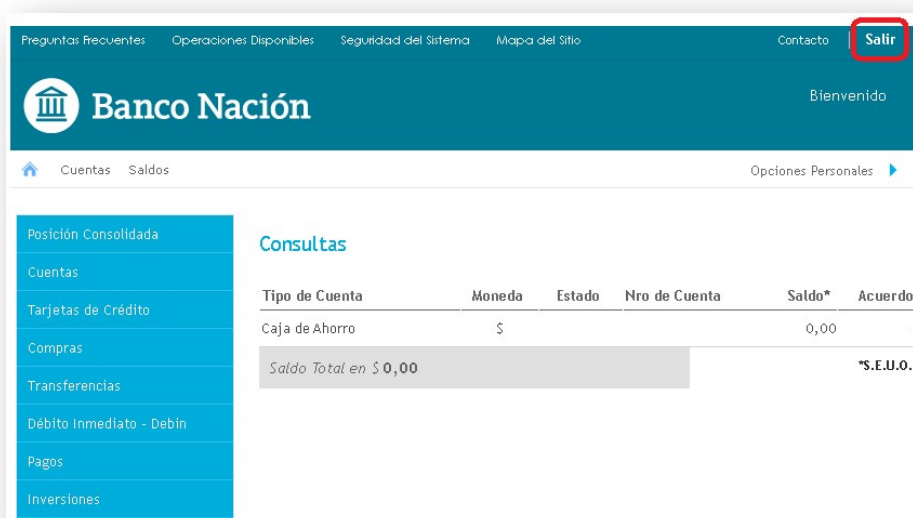 Preguntas Frecuentes Operaciones Disponibles Seguridad del Sistema Mapa del Sitio Contacto Salir
Banco Nación
Bienvenido
Cuentas Saldos Opciones Personales
Posición Consolidada
Cuentas
Tarjetas de Crédito
Compras
Transferencias
Débito Inmediato - Debin
Pagos
Inversiones
Consultas
Tipo de Cuenta Moneda Estado Nro de Cuenta Saldo* Acuerdo
Caja de Ahorro $ 0,00
Saldo Total en $ 0,00 *S.E.U.O.